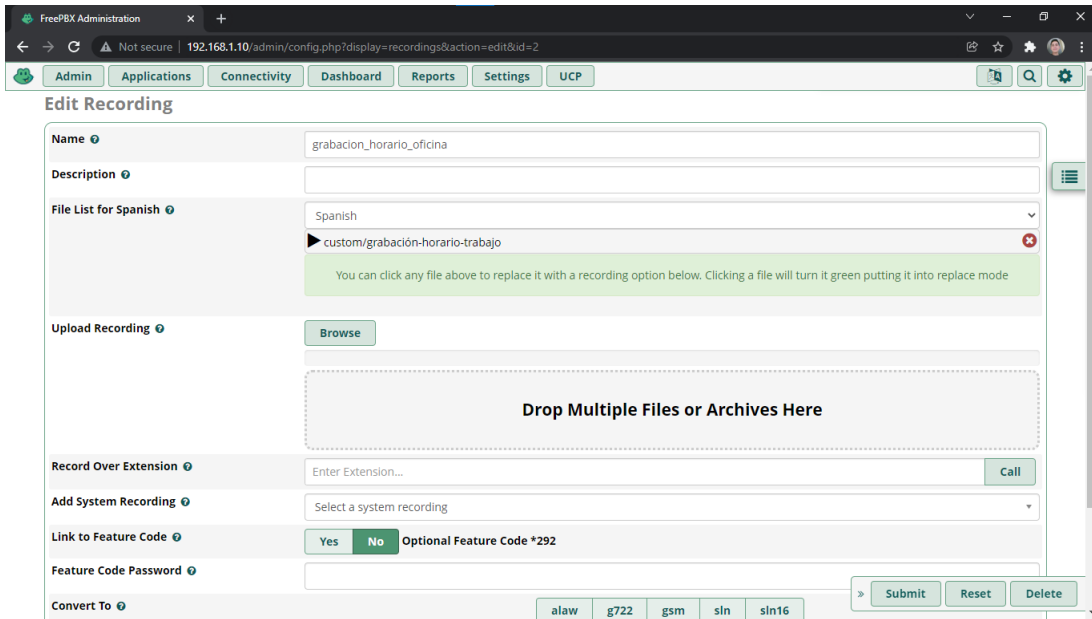 FreePBX Administration
Not secure 192.168.1.10/admin/config.php?display=recordings&action=edit&id=2
Admin Applications Connectivity Dashboard Reports Settings UCP
Edit Recording
Name
grabacion_horario_oficina
Description
File List for Spanish
Spanish
custom/grabación-horario-trabajo
You can click any file above to replace it with a recording option below. Clicking a file will turn it green putting it into replace mode
Upload Recording
Browse
Drop Multiple Files or Archives Here
Record Over Extension
Enter Extension...
Call
Add System Recording
Select a system recording
Link to Feature Code
Yes No Optional Feature Code *292
Feature Code Password
» Submit Reset Delete
Convert To
alaw g722 gsm sln sln16